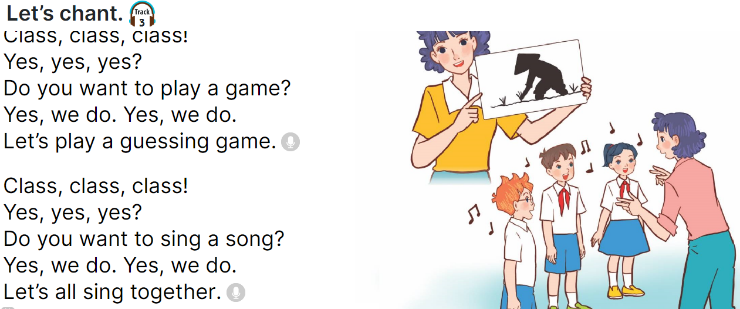 Let's chant.
Track
3
Class, class, class!
Yes, yes, yes?
Do you want to play a game?
Yes, we do. Yes, we do.
Let's play a guessing game.
Class, class, class!
Yes, yes, yes?
Do you want to sing a song?
Yes, we do. Yes, we do.
Let's all sing together.